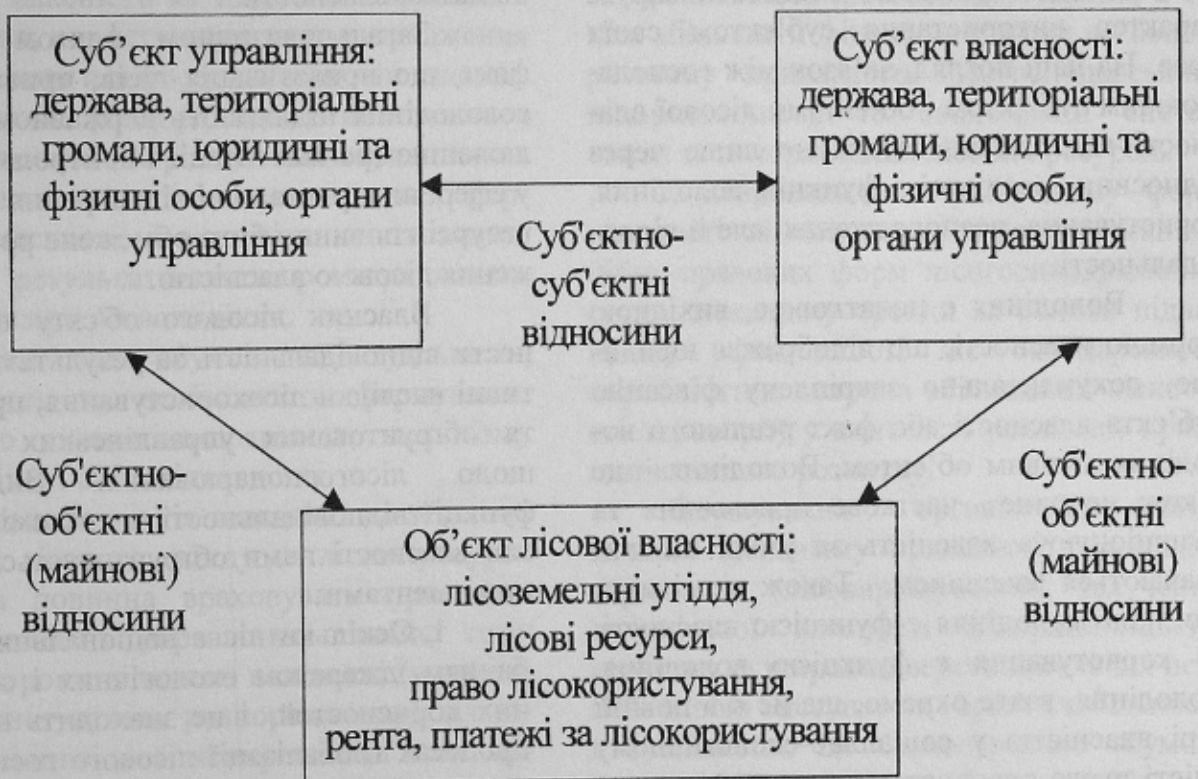 Суб’єкт управління:
держава, територіальні
громади, юридичні та
фізичні особи, органи
управління
Суб’єкт власності:
держава, територіальні
громади, юридичні та
фізичні особи,
органи управління
Суб'єктно-
суб'єктні
відносини
Суб'єктно-
об'єктні
(майнові)
відносини
Суб'єктно-
об'єктні
(майнові)
відносини
Об’єкт лісової власності:
лісоземельні угіддя,
лісові ресурси,
право лісокористування,
рента, платежі за лісокористування